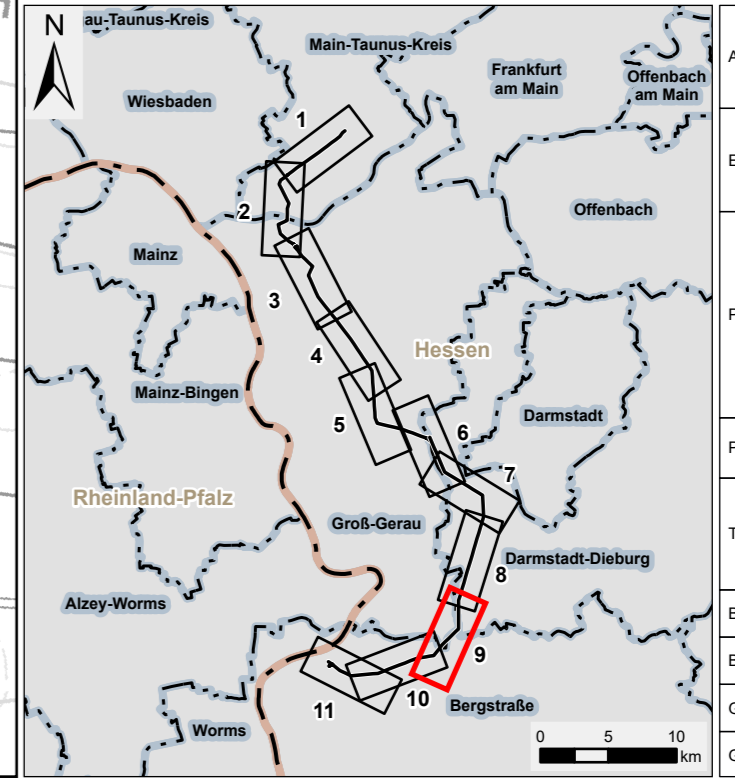 N
au-Taunus-Kreis
Main-Taunus-Kreis
Frankfurt
am Main
Offenbach
am Main
Wiesbaden
1
2
Offenbach
Mainz
3
4
Hessen
Mainz-Bingen
5
6
Darmstadt
7
Rheinland-Pfalz
Groß-Gerau
8
Darmstadt-Dieburg
Alzey-Worms
9
10
11
Bergstraße
Worms
0 5 10
km